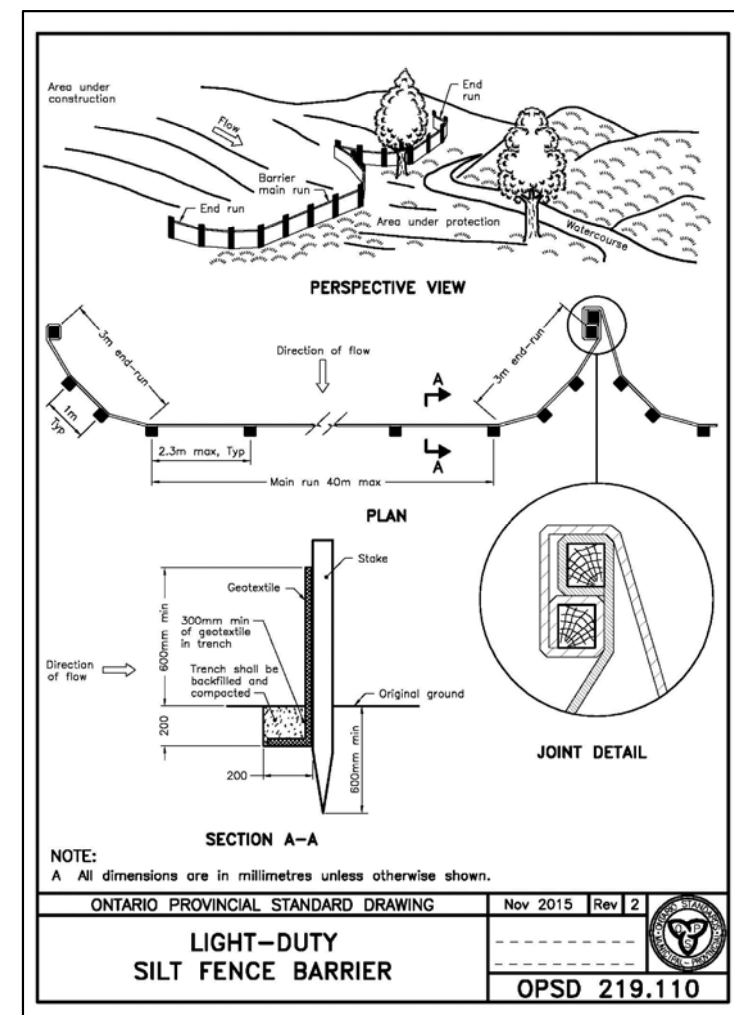 Area under
construction
End
run
Flow
Barrier
main run
End run
Area under protection
Watercourse
PERSPECTIVE VIEW
3m end-run
Direction of flow
3m end-run
A
1m
Typ
2.3m max, Typ
A
Main run 40m max
PLAN
Stake
Geotextile
600mm min
300mm min
of geotextile
in trench
Direction
of flow
Trench shall be
backfilled and
compacted
Original ground
200
600mm min
200
JOINT DETAIL
SECTION A-A
NOTE:
A All dimensions are in millimetres unless otherwise shown.
ONTARIO PROVINCIAL STANDARD DRAWING
Nov 2015
Rev
2
LIGHT-DUTY
SILT FENCE BARRIER
ONTARIO STANDARDS
MUNICIPAL-PROVINCIAL
O P
S
OPSD 219.110